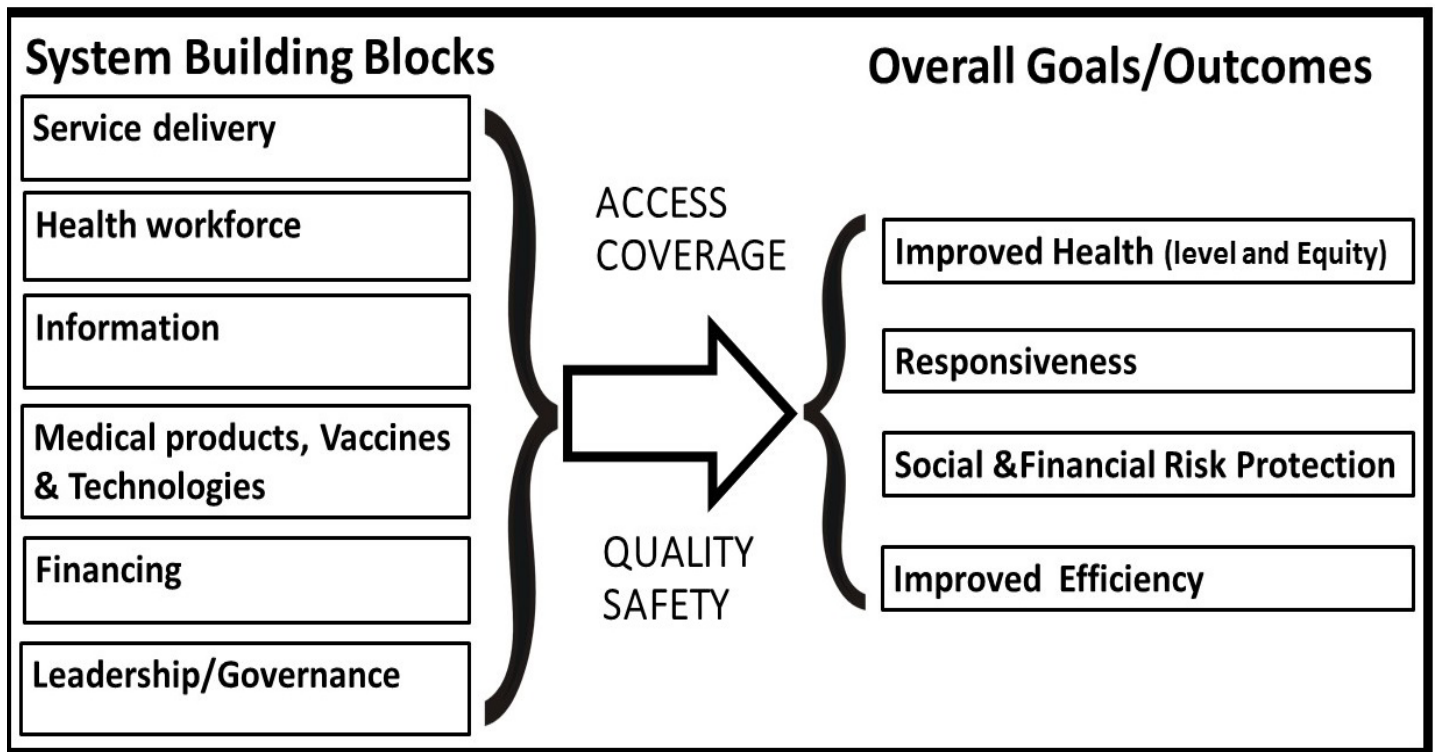 System Building Blocks
Service delivery
Health workforce
Information
Medical products, Vaccines
& Technologies
Financing
Leadership/Governance
ACCESS
COVERAGE
QUALITY
SAFETY
Overall Goals/Outcomes
Improved Health (level and Equity)
Responsiveness
Social &Financial Risk Protection
Improved Efficiency